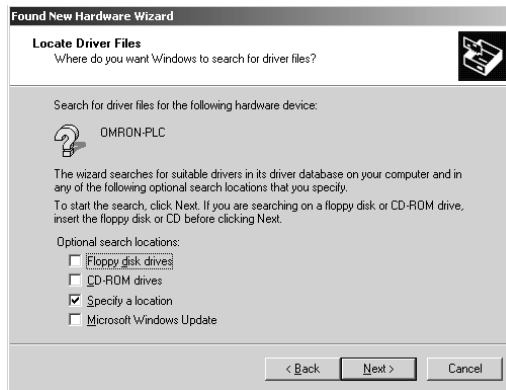 Found New Hardware Wizard
Locate Driver Files
Where do you want Windows to search for driver files?
Search for driver files for the following hardware device:
OMRON-PLC
The wizard searches for suitable drivers in its driver database on your computer and in
any of the following optional search locations that you specify.
To start the search, click Next. If you are searching on a floppy disk or CD-ROM drive,
insert the floppy disk or CD before clicking Next.
Optional search locations:
Floppy disk drives
CD-ROM drives
Specify a location
Microsoft Windows Update
< Back Next > Cancel